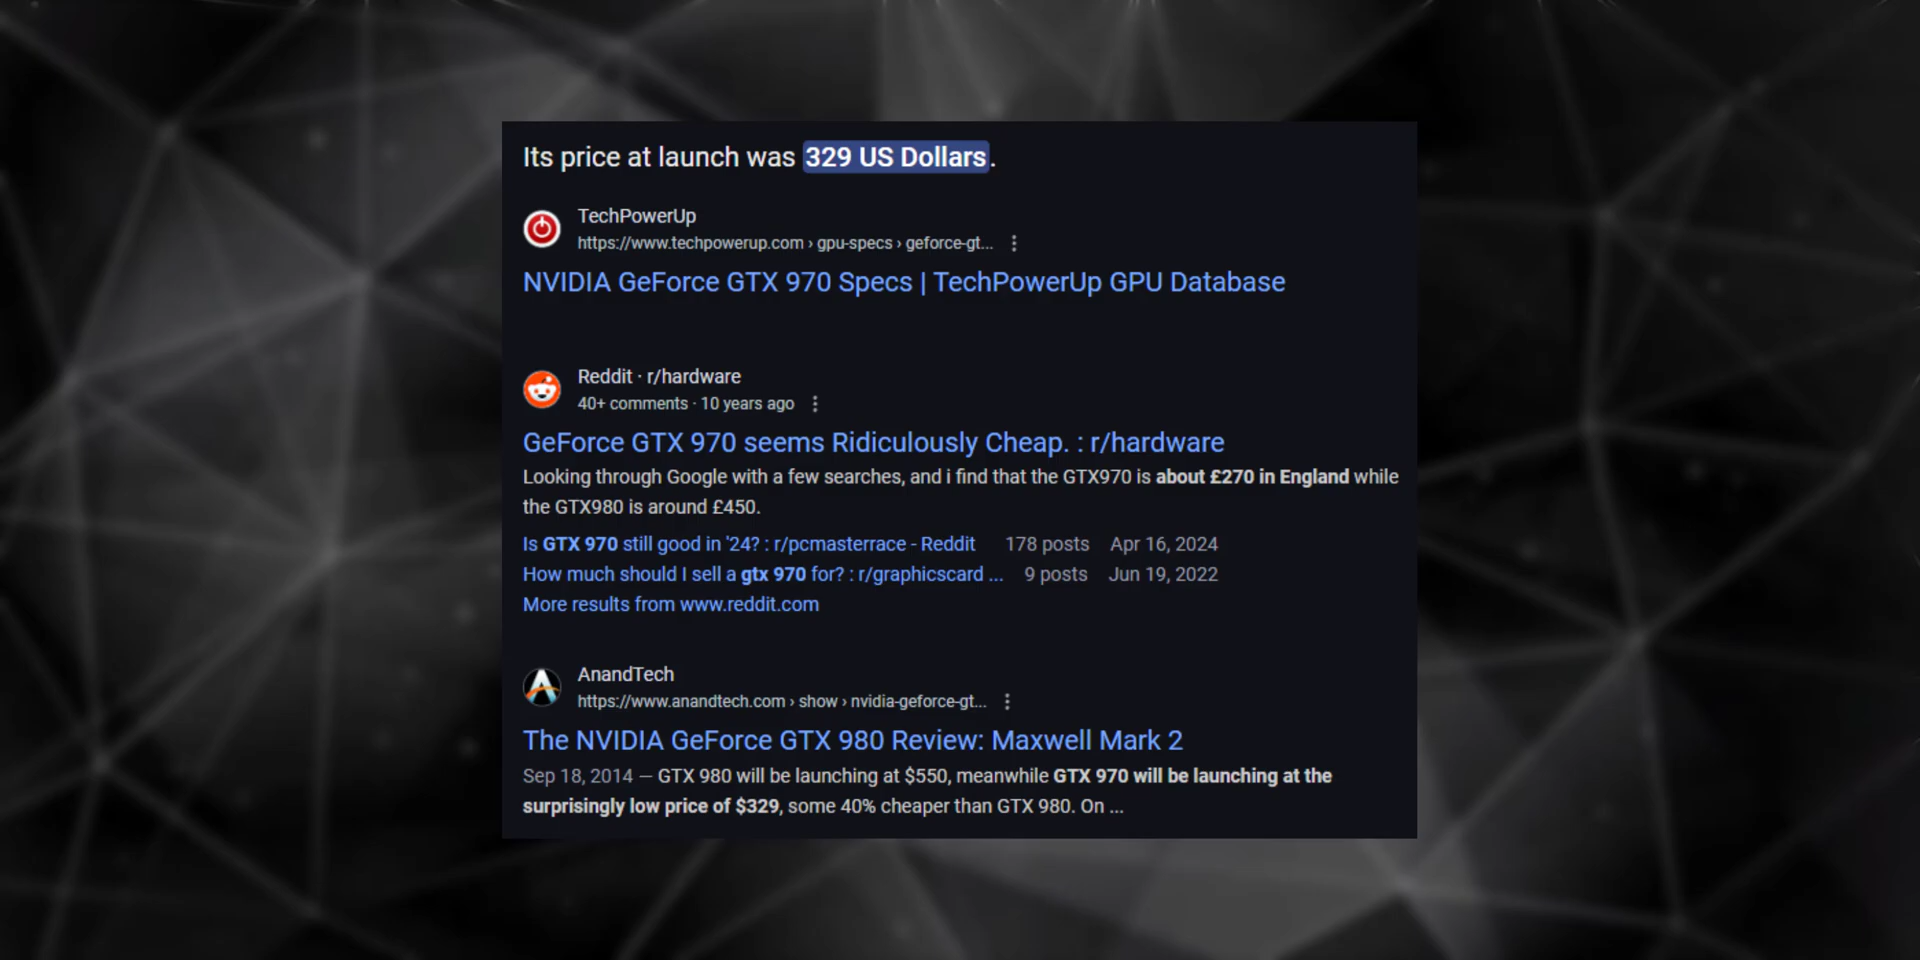 Its price at launch was 329 US Dollars.
TechPowerUp
https://www.techpowerup.com › gpu-specs › geforce-gt...
NVIDIA GeForce GTX 970 Specs | TechPowerUp GPU Database
Reddit · r/hardware
40+ comments · 10 years ago
GeForce GTX 970 seems Ridiculously Cheap. : r/hardware
Looking through Google with a few searches, and i find that the GTX970 is about £270 in England while
the GTX980 is around £450.
Is GTX 970 still good in '24? : r/pcmasterrace - Reddit 178 posts Apr 16, 2024
How much should I sell a gtx 970 for? : r/graphicscard ... 9 posts Jun 19, 2022
More results from www.reddit.com
AnandTech
https://www.anandtech.com › show › nvidia-geforce-gt...
The NVIDIA GeForce GTX 980 Review: Maxwell Mark 2
Sep 18, 2014 — GTX 980 will be launching at $550, meanwhile GTX 970 will be launching at the
surprisingly low price of $329, some 40% cheaper than GTX 980. On ...